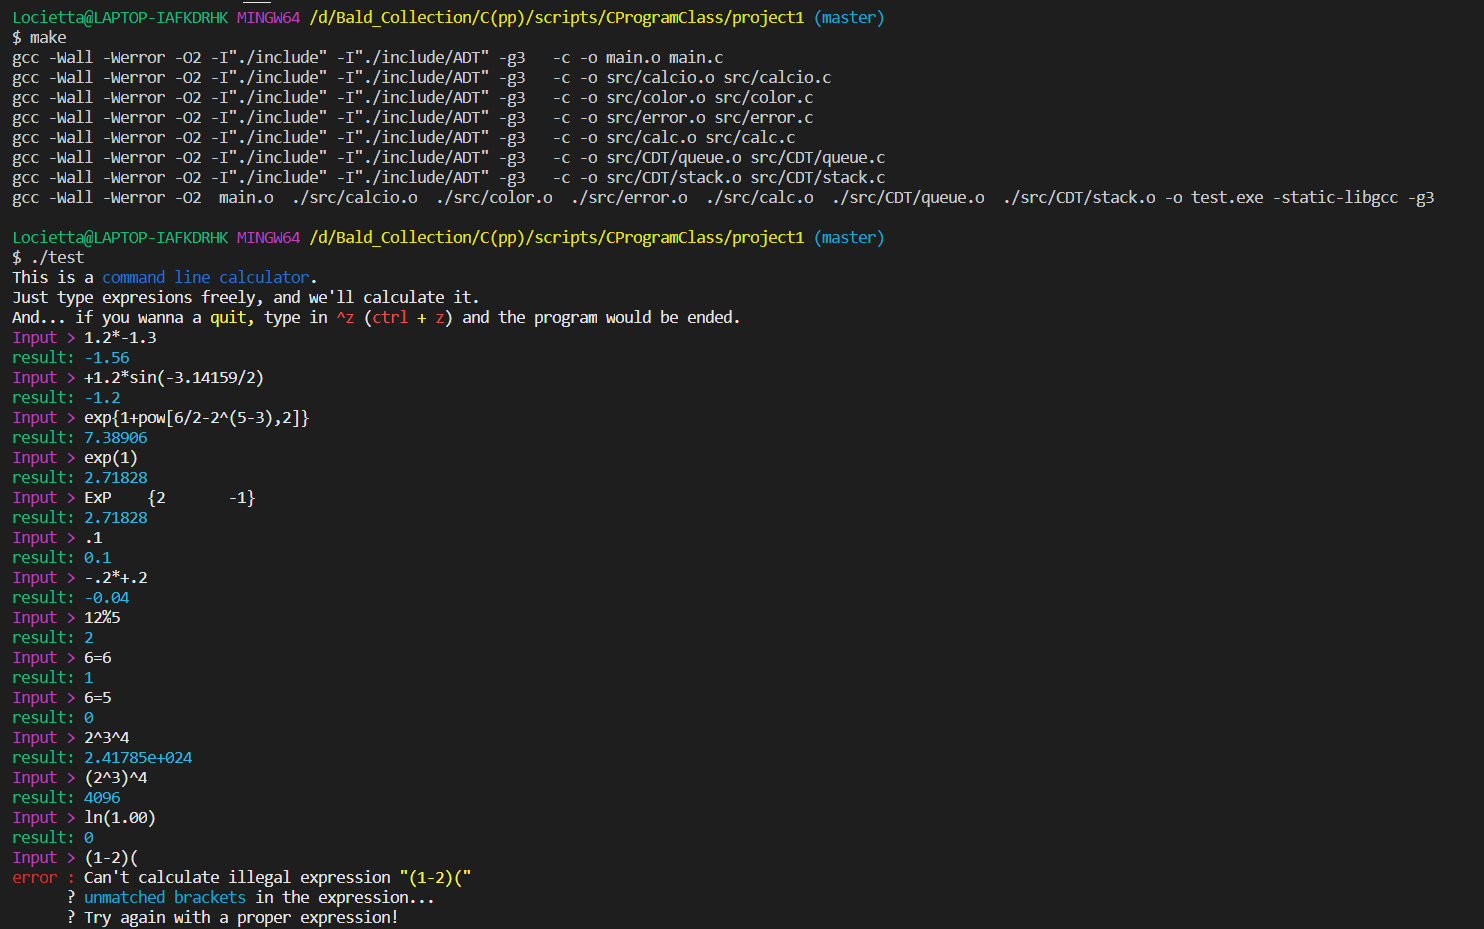 Locietta@LAPTOP-IAFKDRHK MINGW64 /d/Bald_Collection/C(pp)/scripts/CProgramClass/project1 (master)
$ make
gcc -Wall -Werror -O2 -I"./include" -I"./include/ADT" -g3   -c -o main.o main.c
gcc -Wall -Werror -O2 -I"./include" -I"./include/ADT" -g3   -c -o src/calcio.o src/calcio.c
gcc -Wall -Werror -O2 -I"./include" -I"./include/ADT" -g3   -c -o src/color.o src/color.c
gcc -Wall -Werror -O2 -I"./include" -I"./include/ADT" -g3   -c -o src/error.o src/error.c
gcc -Wall -Werror -O2 -I"./include" -I"./include/ADT" -g3   -c -o src/calc.o src/calc.c
gcc -Wall -Werror -O2 -I"./include" -I"./include/ADT" -g3   -c -o src/CDT/queue.o src/CDT/queue.c
gcc -Wall -Werror -O2 -I"./include" -I"./include/ADT" -g3   -c -o src/CDT/stack.o src/CDT/stack.c
gcc -Wall -Werror -O2  main.o  ./src/calcio.o  ./src/color.o  ./src/error.o  ./src/calc.o  ./src/CDT/queue.o  ./src/CDT/stack.o -o test.exe -static-libgcc -g3
Locietta@LAPTOP-IAFKDRHK MINGW64 /d/Bald_Collection/C(pp)/scripts/CProgramClass/project1 (master)
$ ./test
This is a command line calculator.
Just type expresions freely, and we'll calculate it.
And... if you wanna a quit, type in ^z (ctrl + z) and the program would be ended.
Input > 1.2*-1.3
result: -1.56
Input > +1.2*sin(-3.14159/2)
result: -1.2
Input > exp{1+pow[6/2-2^(5-3),2]}
result: 7.38906
Input > exp(1)
result: 2.71828
Input > ExP    {2       -1}
result: 2.71828
Input > .1
result: 0.1
Input > -.2*+.2
result: -0.04
Input > 12%5
result: 2
Input > 6=6
result: 1
Input > 6=5
result: 0
Input > 2^3^4
result: 2.41785e+024
Input > (2^3)^4
result: 4096
Input > ln(1.00)
result: 0
Input > (1-2)(
error : Can't calculate illegal expression "(1-2)("
      ? unmatched brackets in the expression...
      ? Try again with a proper expression!